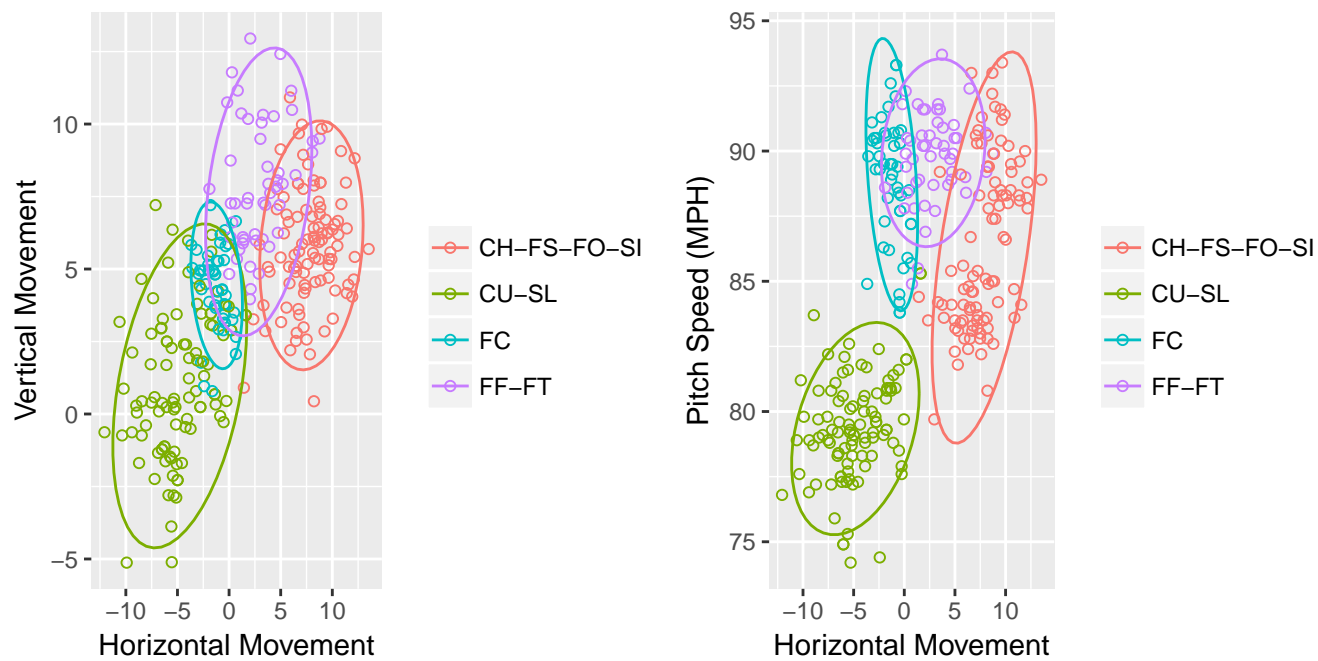 Vertical Movement
10
5
0
−5
−10 −5 0 5 10
Horizontal Movement
CH−FS−FO−SI
CU−SL
FC
FF−FT
Pitch Speed (MPH)
95
90
85
80
75
−10 −5 0 5 10
Horizontal Movement
CH−FS−FO−SI
CU−SL
FC
FF−FT